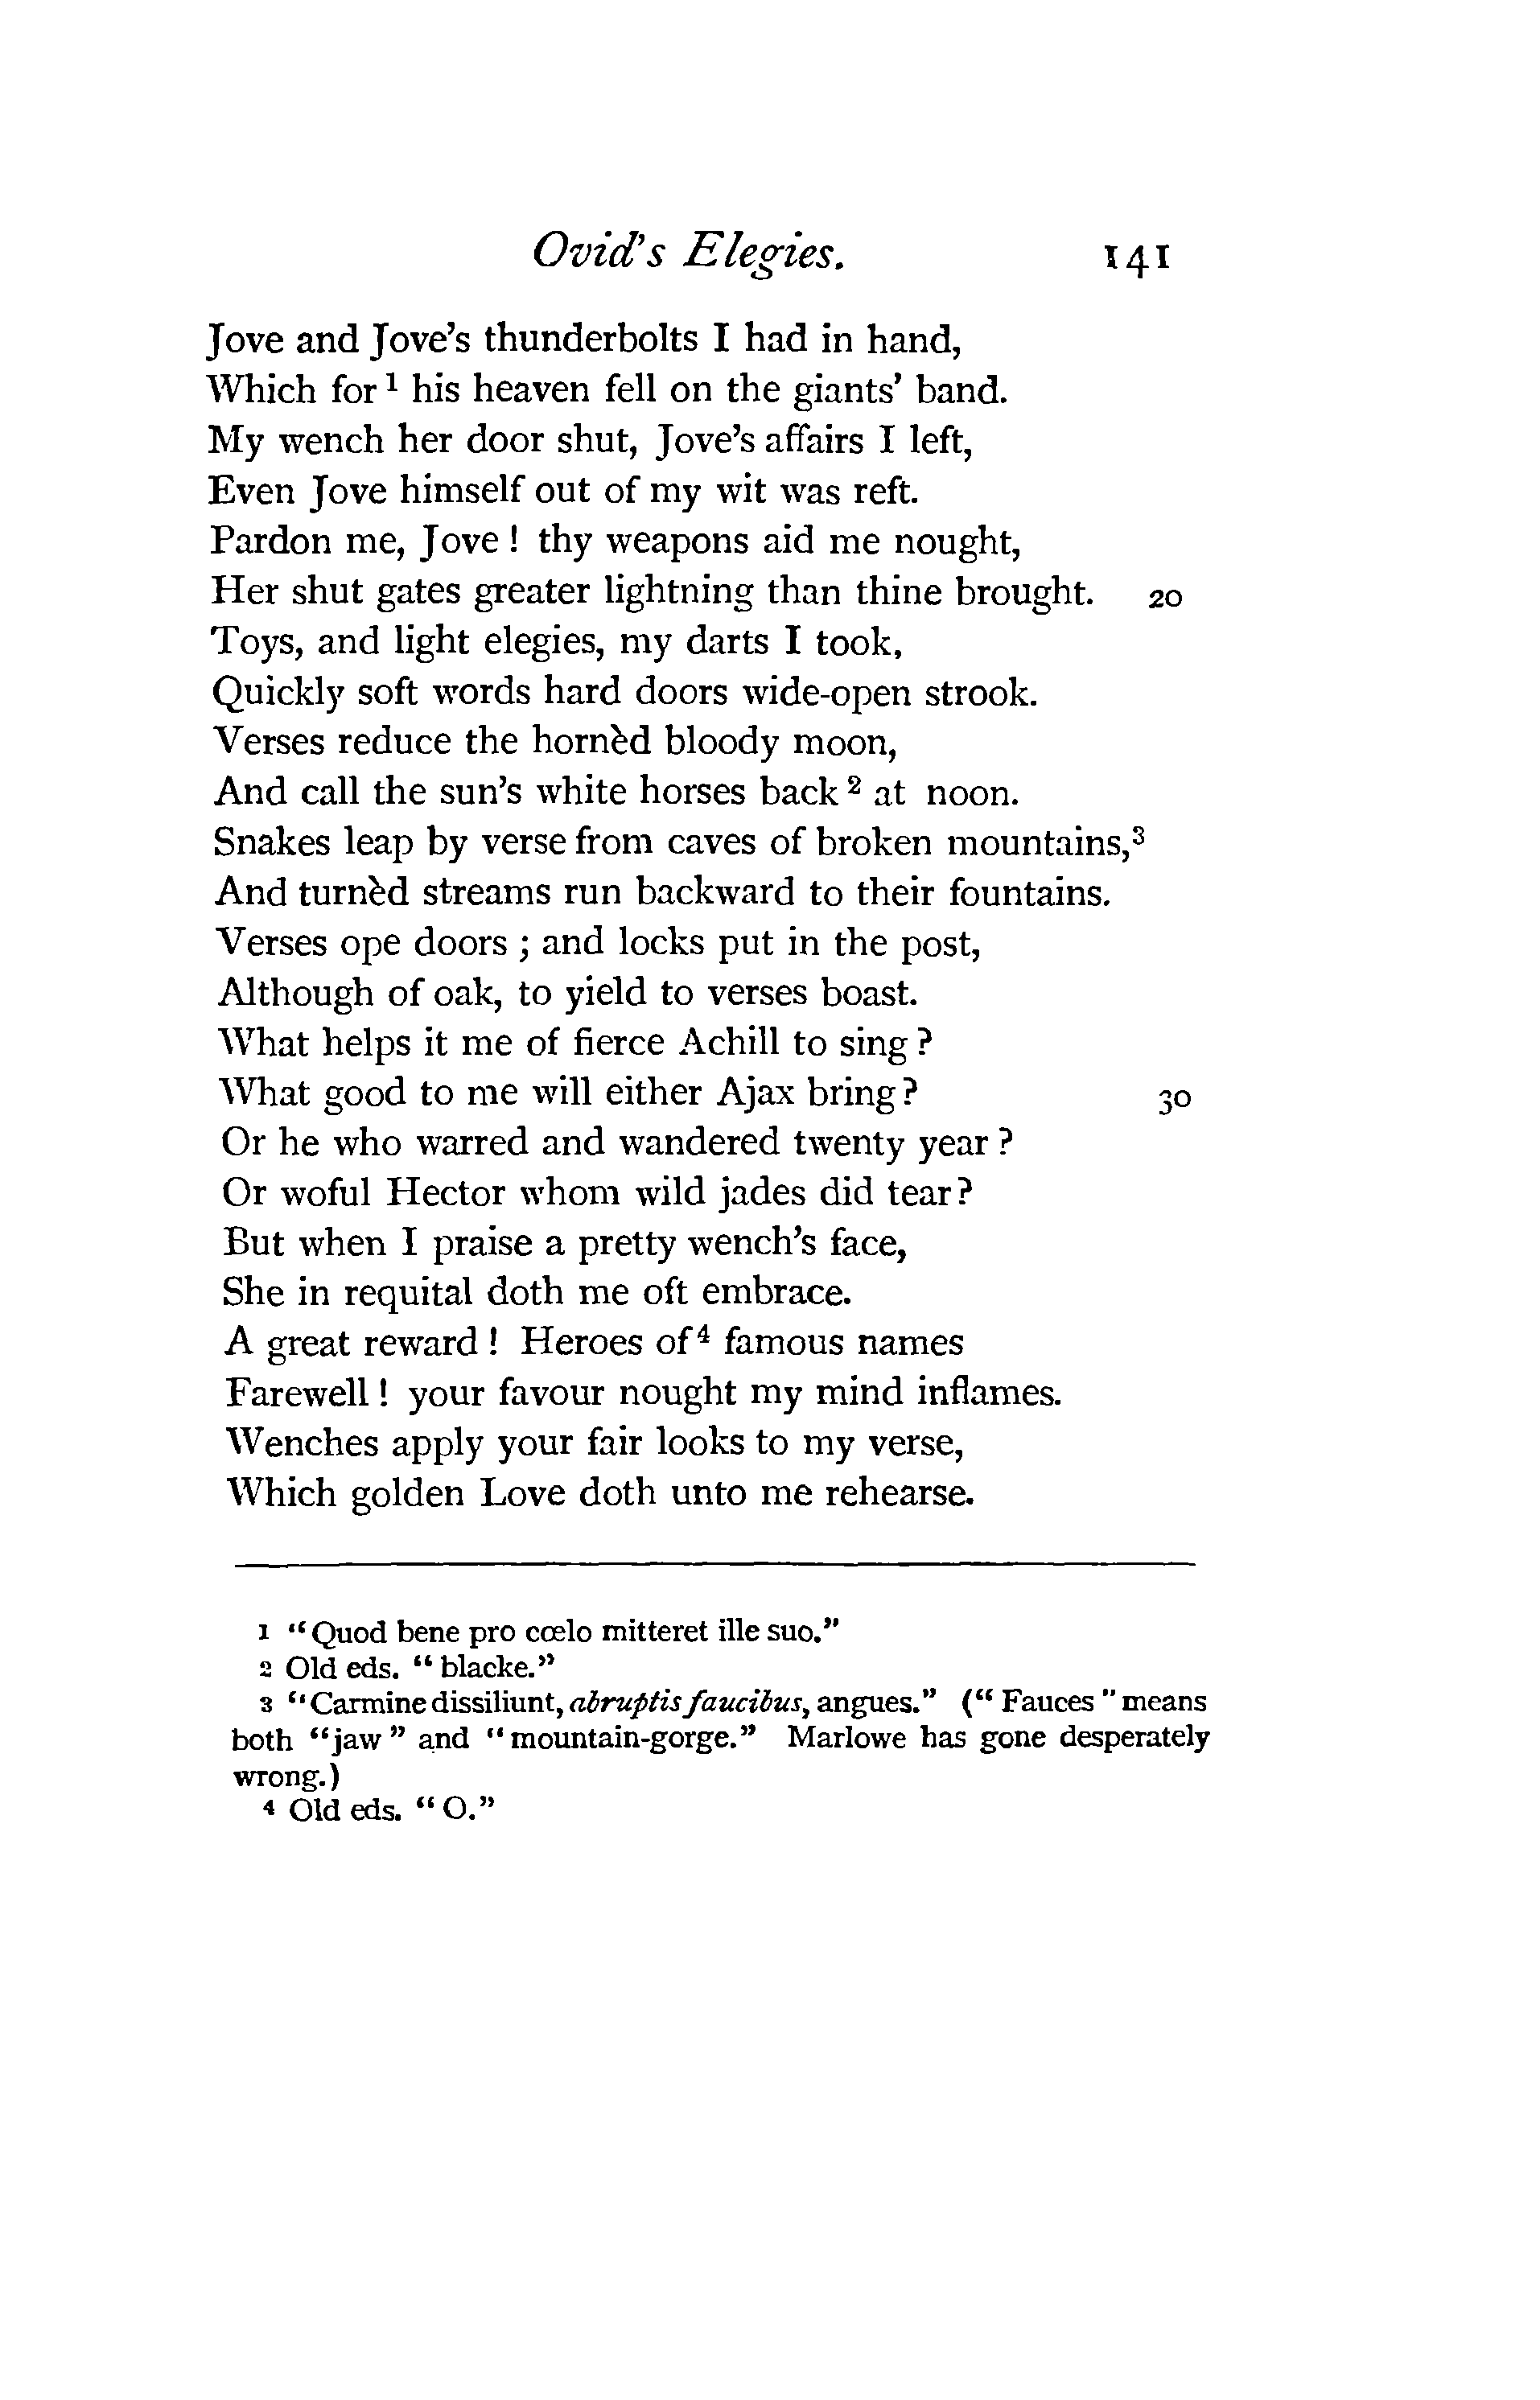 Ovid's Elegies. 141
Jove and Jove's thunderbolts I had in hand,
Which for ¹ his heaven fell on the giants' band.
My wench her door shut, Jove's affairs I left,
Even Jove himself out of my wit was reft.
Pardon me, Jove ! thy weapons aid me nought,
Her shut gates greater lightning than thine brought. 20
Toys, and light elegies, my darts I took,
Quickly soft words hard doors wide-open strook.
Verses reduce the hornèd bloody moon,
And call the sun's white horses back ² at noon.
Snakes leap by verse from caves of broken mountains,³
And turnèd streams run backward to their fountains.
Verses ope doors ; and locks put in the post,
Although of oak, to yield to verses boast.
What helps it me of fierce Achill to sing ?
What good to me will either Ajax bring ? 30
Or he who warred and wandered twenty year ?
Or woful Hector whom wild jades did tear ?
But when I praise a pretty wench's face,
She in requital doth me oft embrace.
A great reward ! Heroes of ⁴ famous names
Farewell ! your favour nought my mind inflames.
Wenches apply your fair looks to my verse,
Which golden Love doth unto me rehearse.
1 "Quod bene pro cœlo mitteret ille suo."
2 Old eds. "blacke."
3 "Carmine dissiliunt, abruptis faucibus, angues." ("Fauces" means
both "jaw" and "mountain-gorge." Marlowe has gone desperately
wrong.)
4 Old eds. "O."